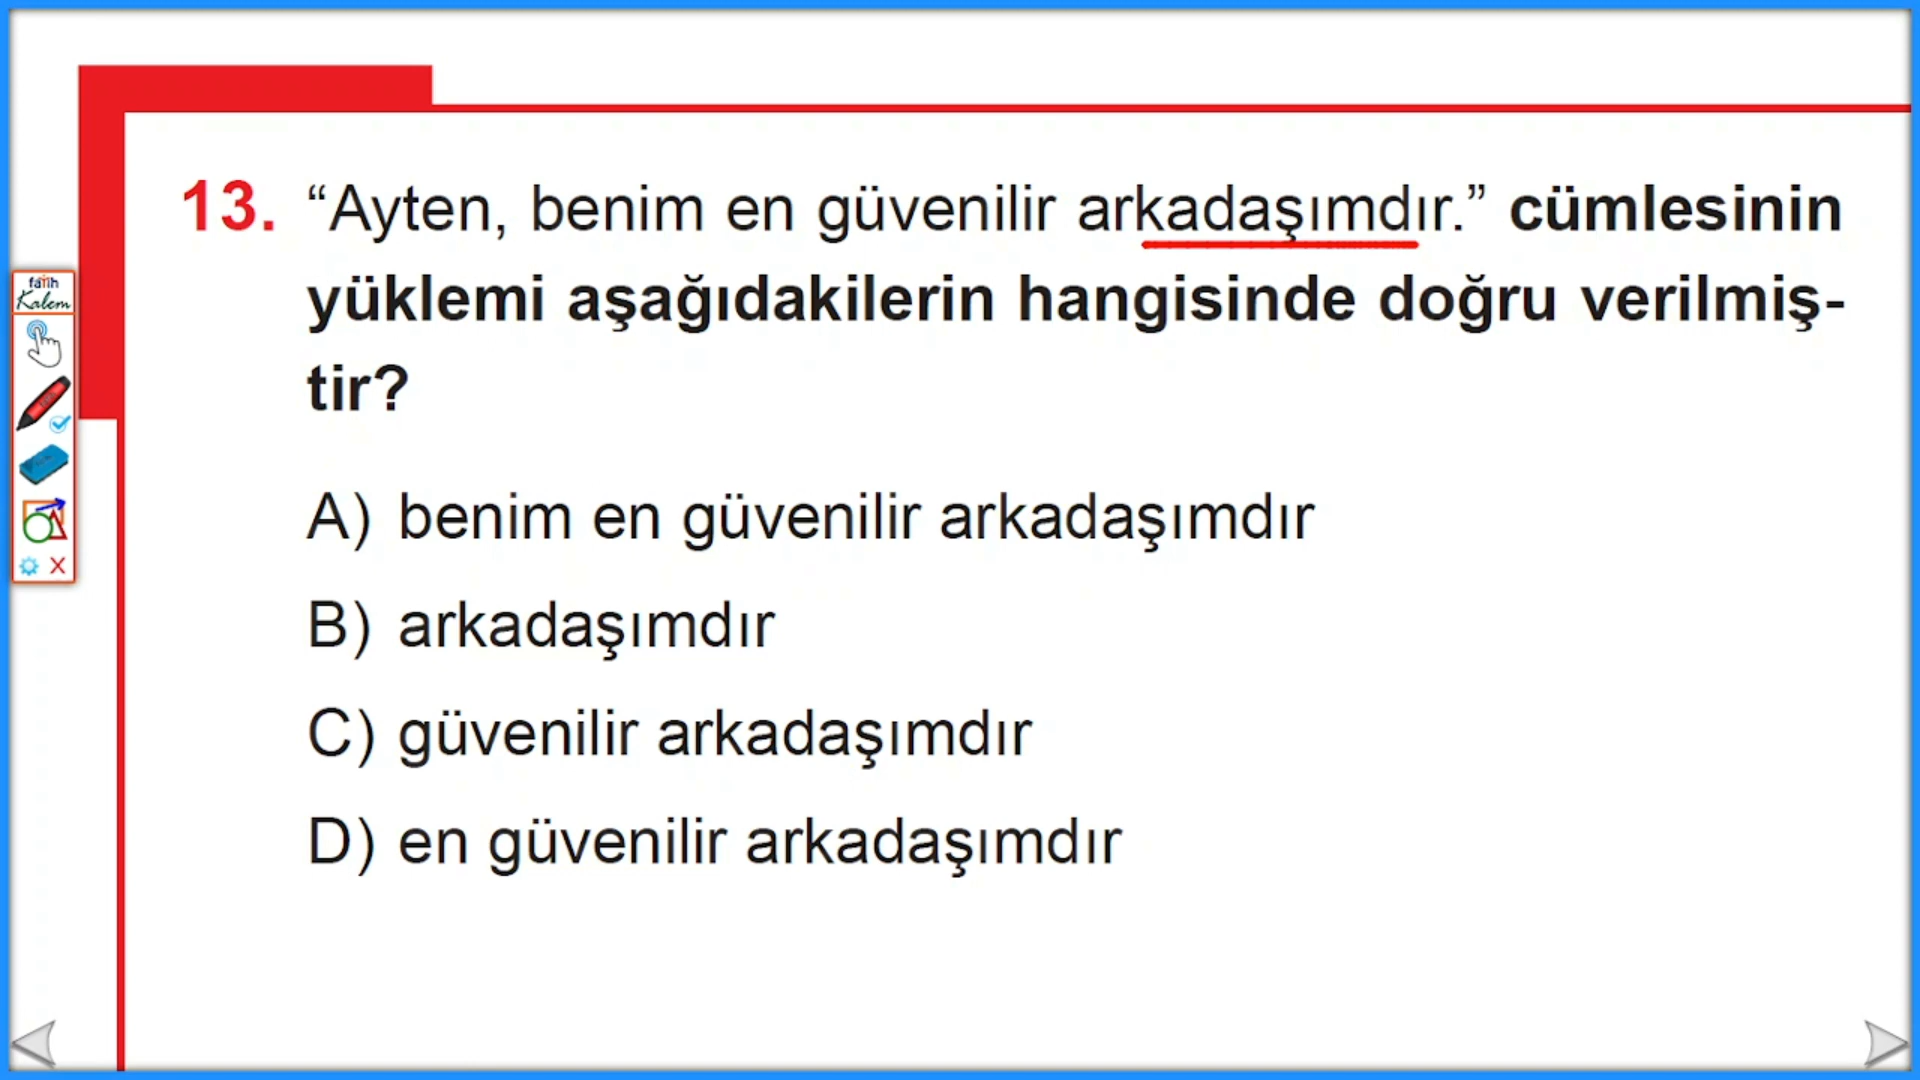 13. “Ayten, benim en güvenilir arkadaşımdır.” cümlesinin
yüklemi aşağıdakilerin hangisinde doğru verilmiş-
tir?
fatih
Kalem
A) benim en güvenilir arkadaşımdır
B) arkadaşımdır
C) güvenilir arkadaşımdır
D) en güvenilir arkadaşımdır